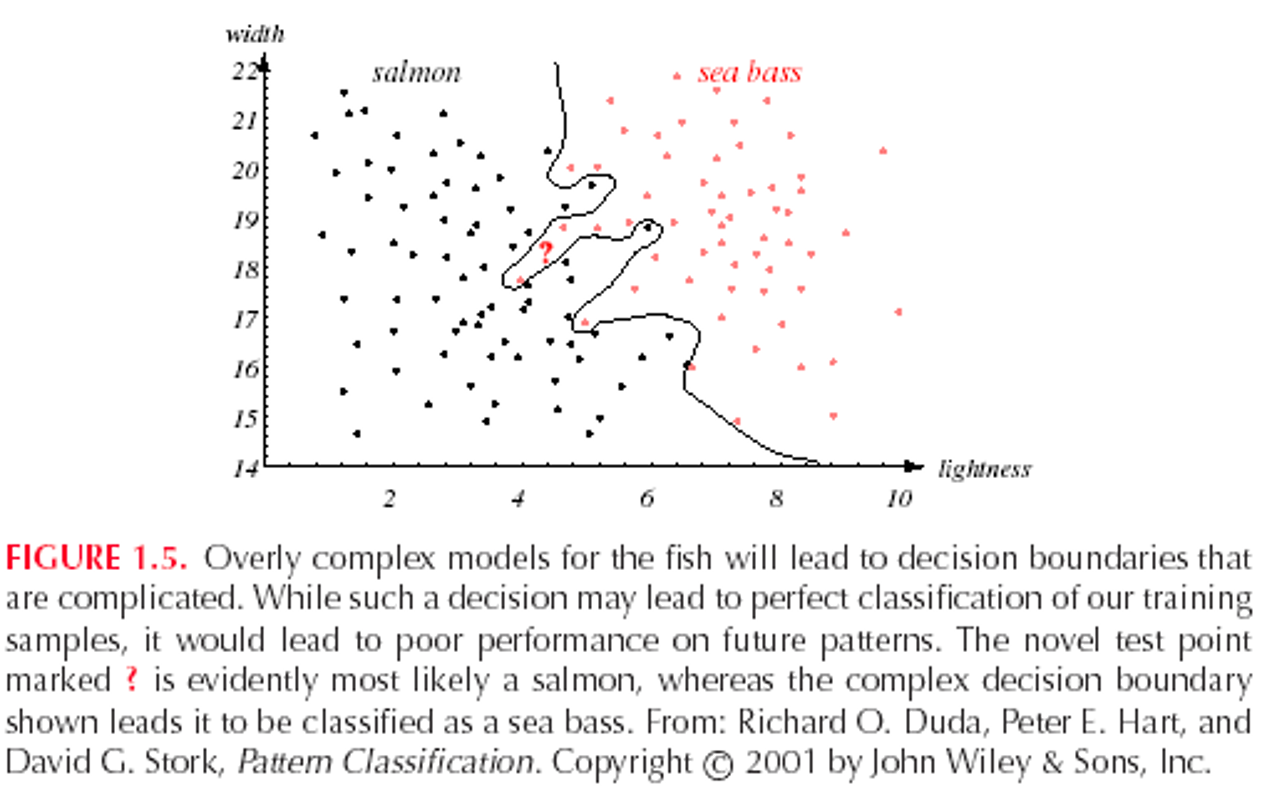 width
salmon
sea bass
22
21
20
19
18
17
16
15
14
?
lightness
2 4 6 8 10
FIGURE 1.5. Overly complex models for the fish will lead to decision boundaries that
are complicated. While such a decision may lead to perfect classification of our training
samples, it would lead to poor performance on future patterns. The novel test point
marked ? is evidently most likely a salmon, whereas the complex decision boundary
shown leads it to be classified as a sea bass. From: Richard O. Duda, Peter E. Hart, and
David G. Stork, Pattern Classification. Copyright © 2001 by John Wiley & Sons, Inc.